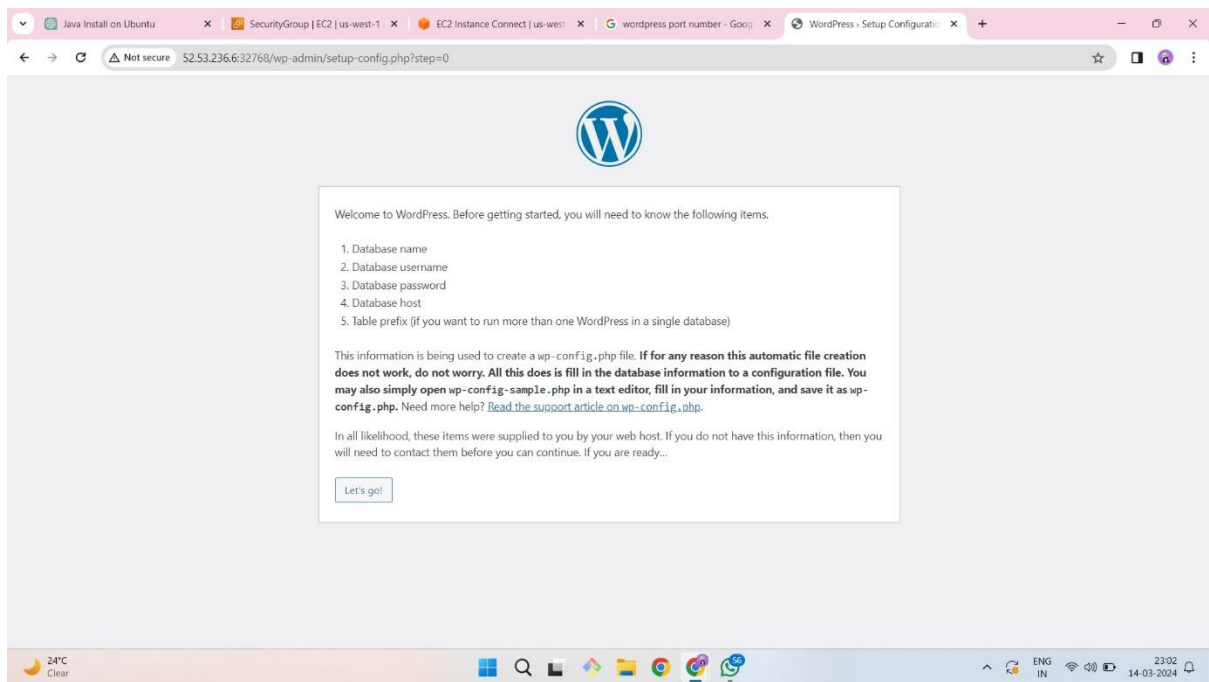 Java Install on Ubuntu
SecurityGroup | EC2 | us-west-1
EC2 Instance Connect | us-west
wordpress port number - Goog
WordPress › Setup Configuratio
Not secure
52.53.236.6:32768/wp-admin/setup-config.php?step=0
Welcome to WordPress. Before getting started, you will need to know the following items.
1. Database name
2. Database username
3. Database password
4. Database host
5. Table prefix (if you want to run more than one WordPress in a single database)
This information is being used to create a wp-config.php file. If for any reason this automatic file creation
does not work, do not worry. All this does is fill in the database information to a configuration file. You
may also simply open wp-config-sample.php in a text editor, fill in your information, and save it as wp-
config.php. Need more help? Read the support article on wp-config.php.
In all likelihood, these items were supplied to you by your web host. If you do not have this information, then you
will need to contact them before you can continue. If you are ready...
Let's go!
24°C
Clear
56
ENG
IN
23:02
14-03-2024